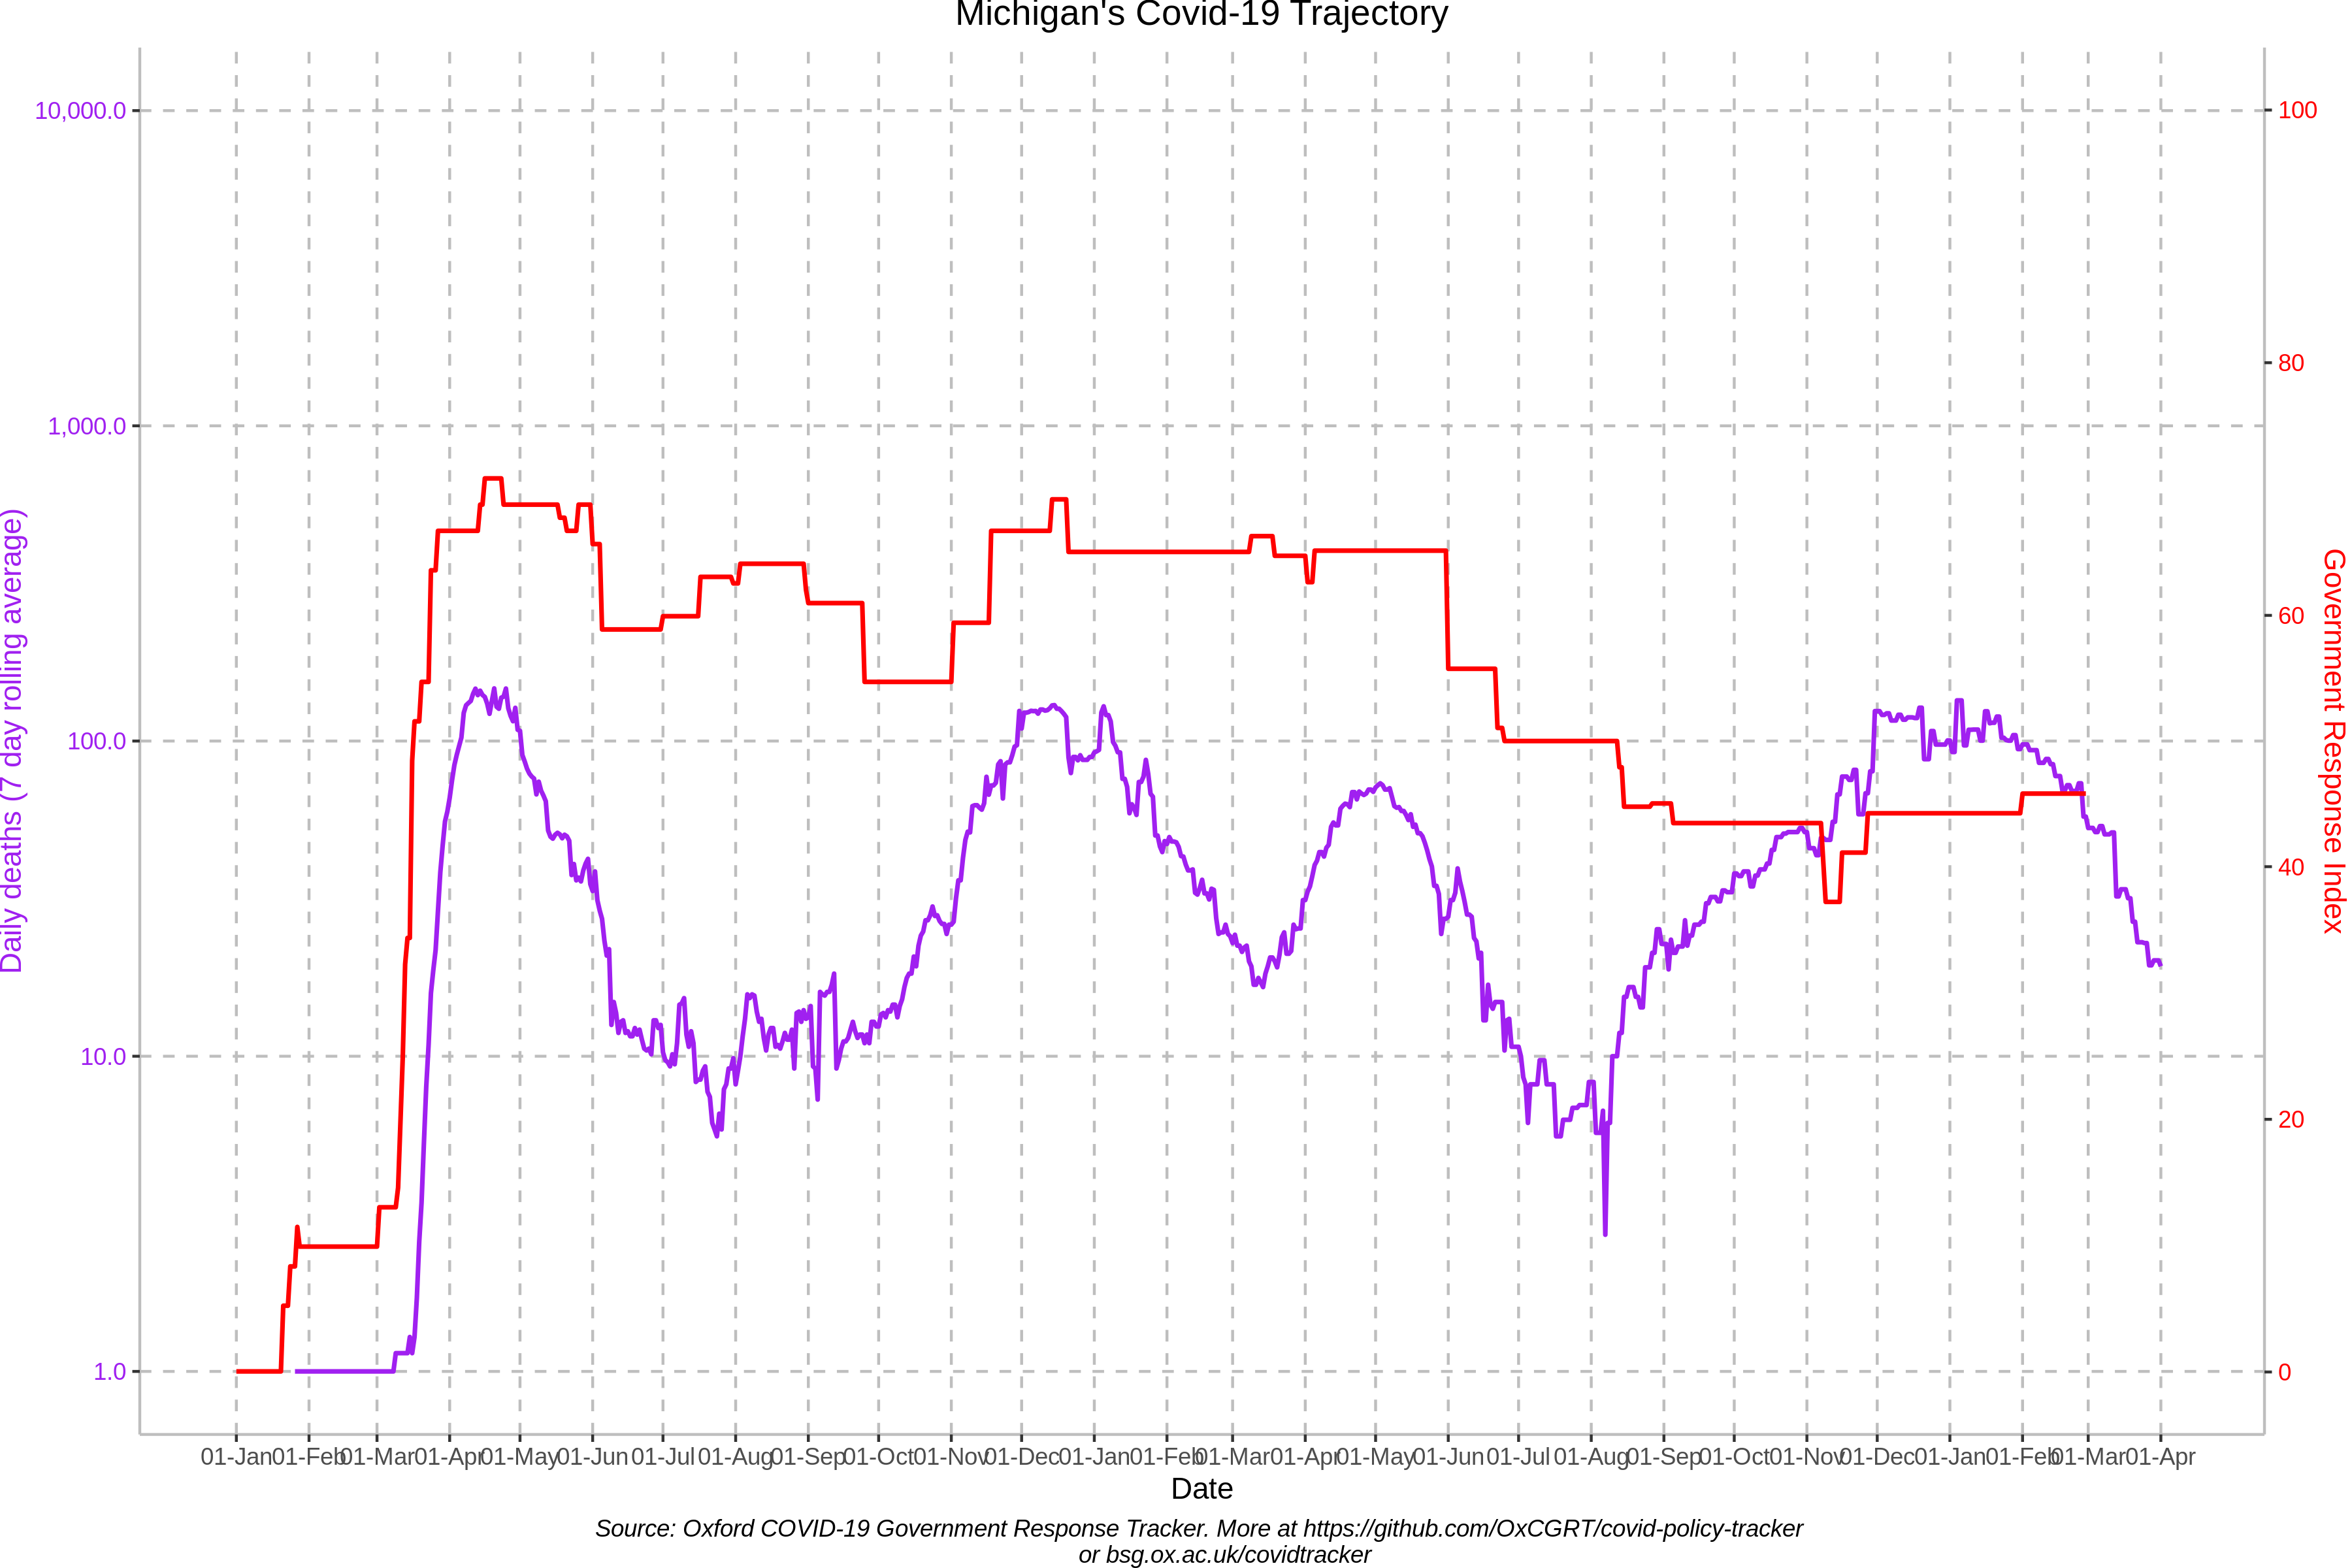 Michigan's Covid-19 Trajectory
10,000.0
1,000.0
100.0
10.0
1.0
Daily deaths (7 day rolling average)
100
80
60
40
20
0
Government Response Index
01-Jan 01-Feb 01-Mar 01-Apr 01-May 01-Jun 01-Jul 01-Aug 01-Sep 01-Oct 01-Nov 01-Dec 01-Jan 01-Feb 01-Mar 01-Apr 01-May 01-Jun 01-Jul 01-Aug 01-Sep 01-Oct 01-Nov 01-Dec 01-Jan 01-Feb 01-Mar 01-Apr
Date
Source: Oxford COVID-19 Government Response Tracker. More at https://github.com/OxCGRT/covid-policy-tracker
or bsg.ox.ac.uk/covidtracker